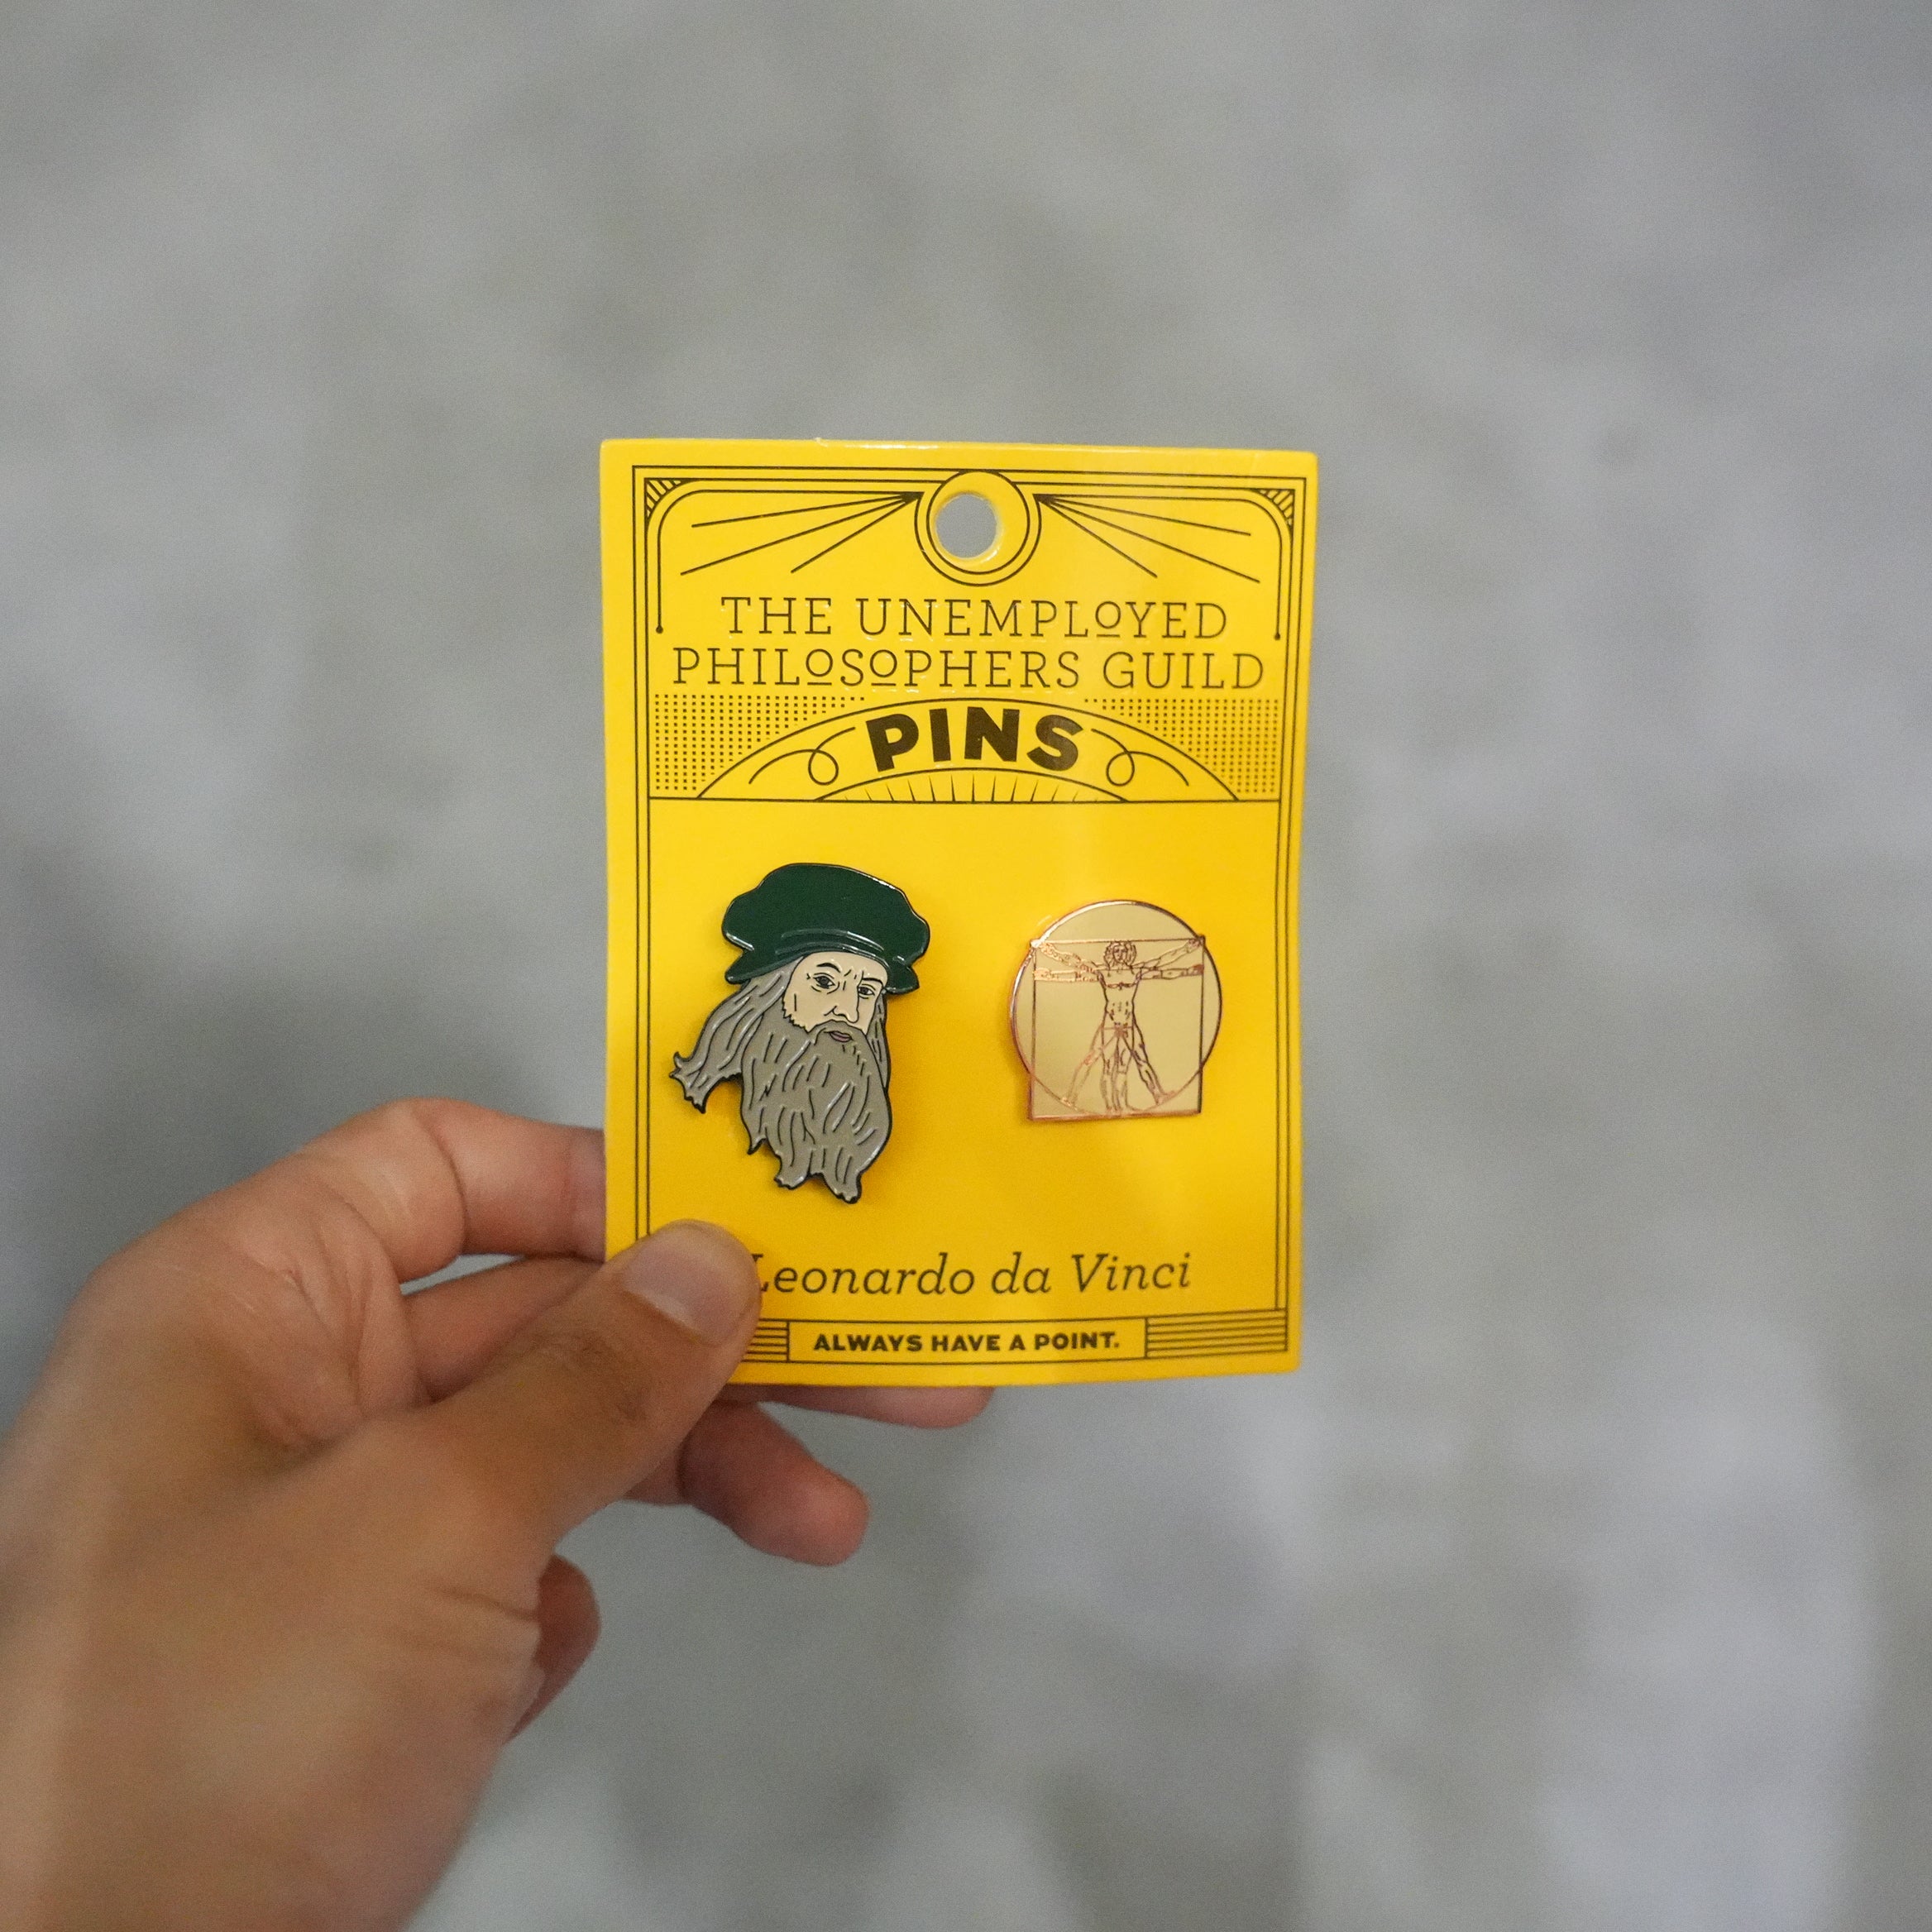 THE UNEMPLOYED
PHILOSOPHERS GUILD
PINS
Leonardo da Vinci
ALWAYS HAVE A POINT.